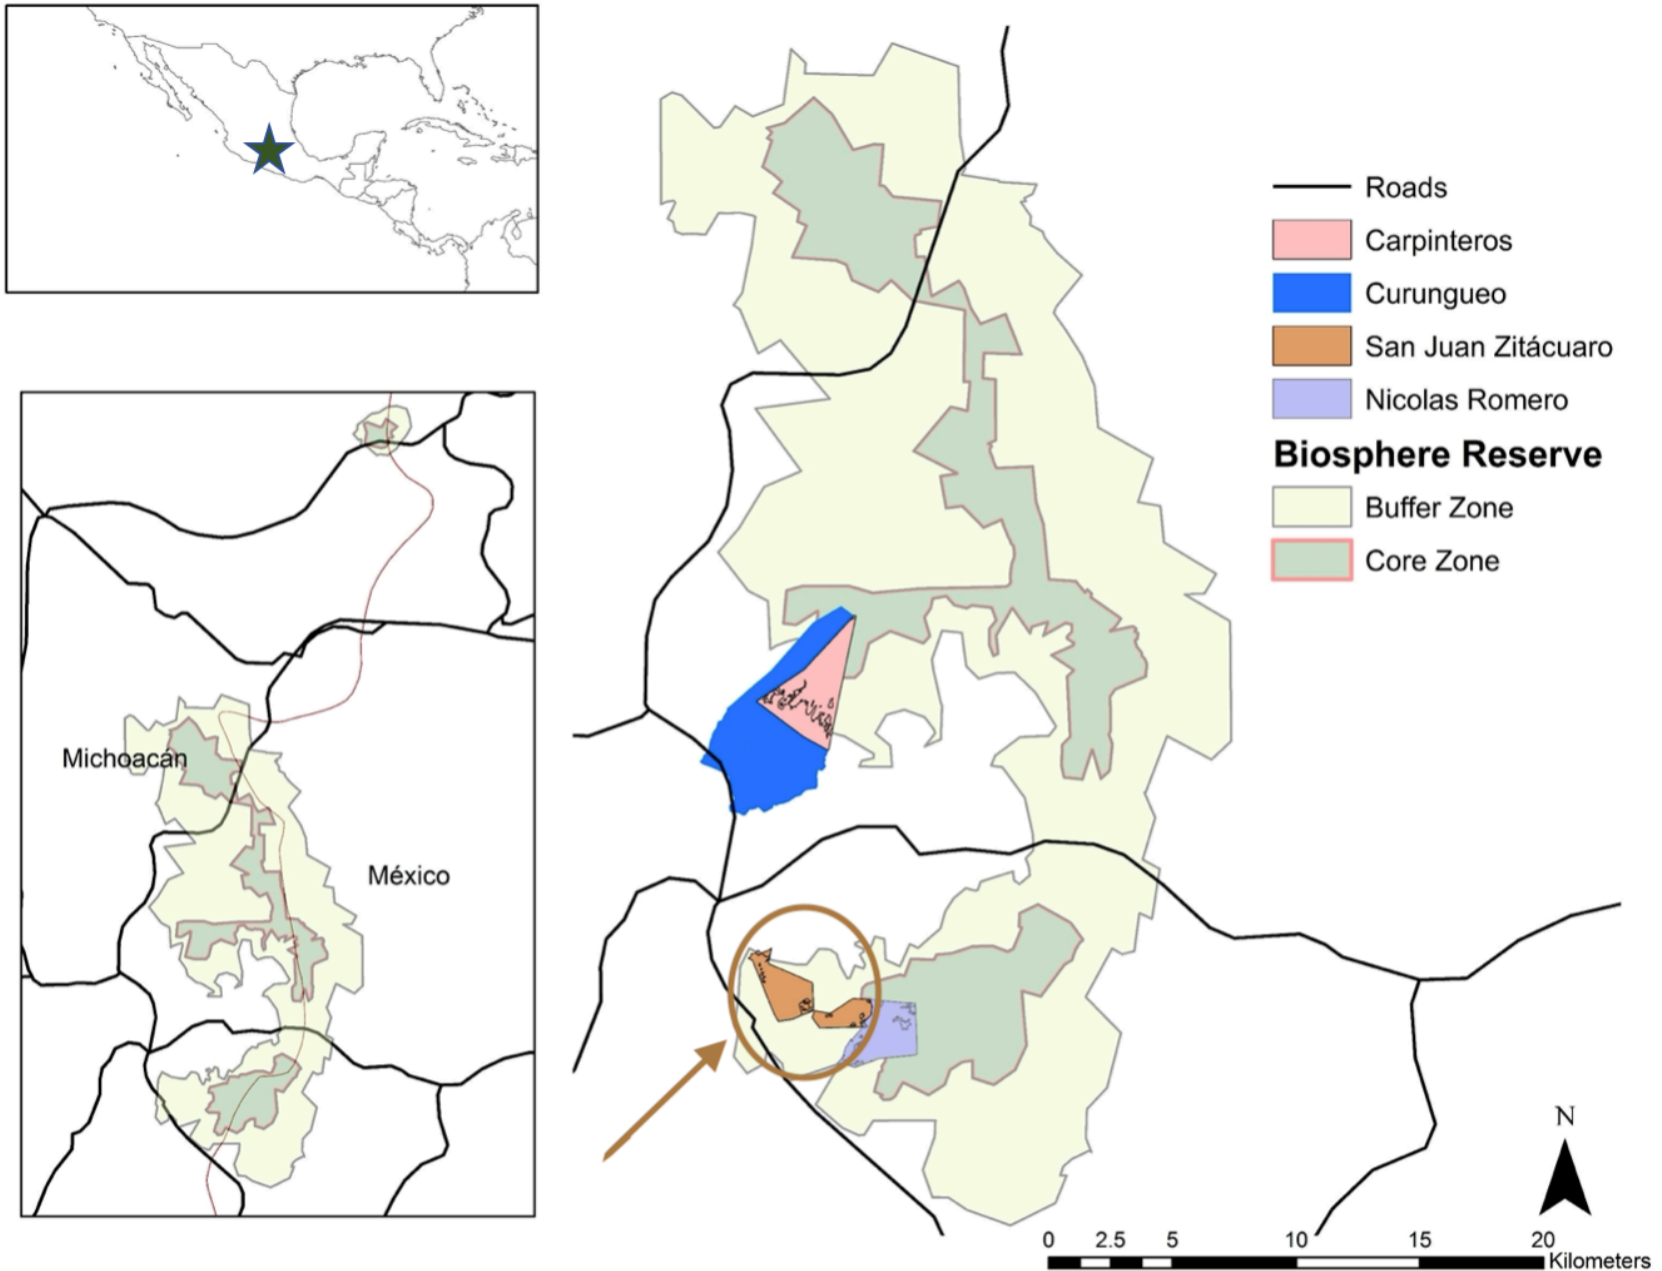 Roads
Carpinteros
Curungueo
San Juan Zitácuaro
Nicolas Romero
Biosphere Reserve
Buffer Zone
Core Zone
Michoacán
México
N
0 2.5 5 10 15 20
Kilometers